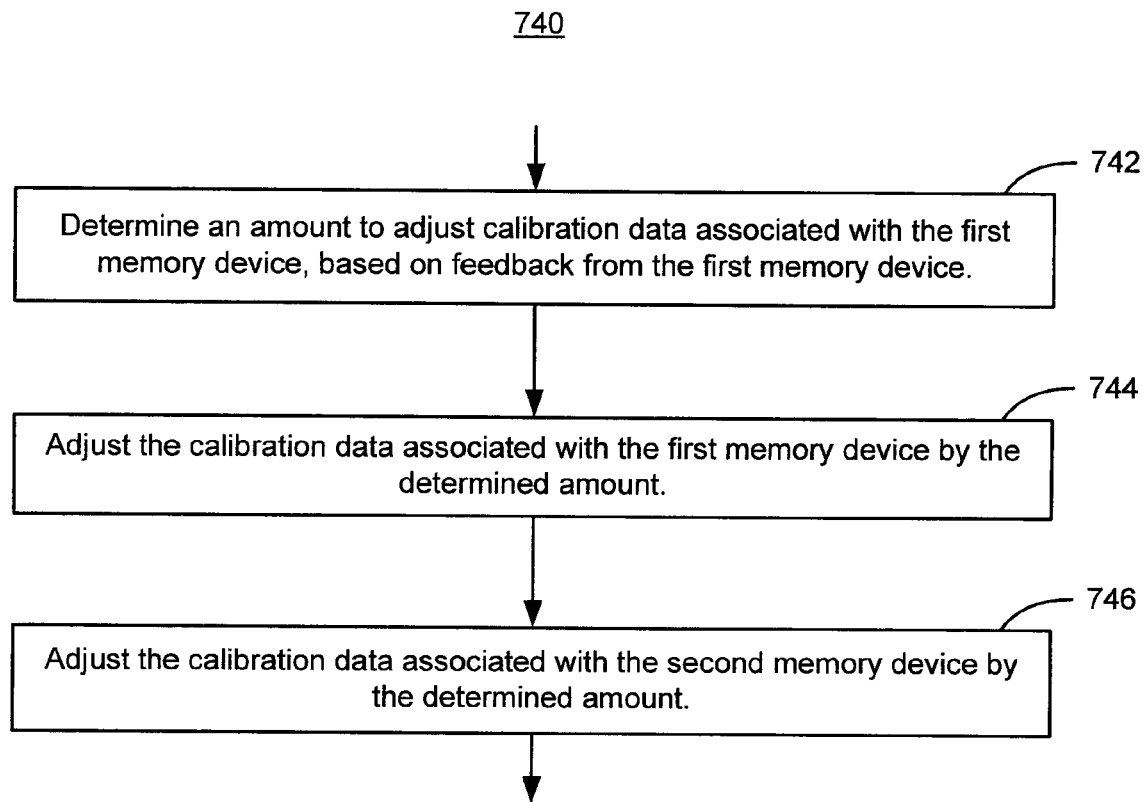 740
742
Determine an amount to adjust calibration data associated with the first
memory device, based on feedback from the first memory device.
744
Adjust the calibration data associated with the first memory device by the
determined amount.
746
Adjust the calibration data associated with the second memory device by
the determined amount.